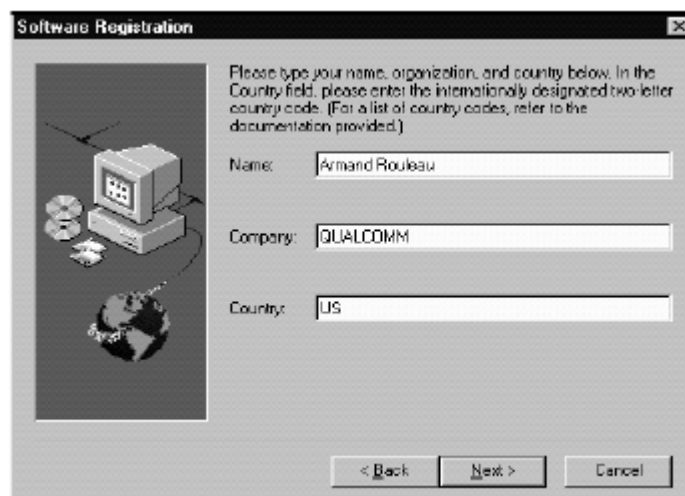 Software Registration
Please type your name, organization, and country below. In the
Country field, please enter the internationally designated two-letter
country code. (For a list of country codes, refer to the
documentation provided.)
Name: Armand Rouleau
Company: QUALCOMM
Country: US
< Back Next > Cancel